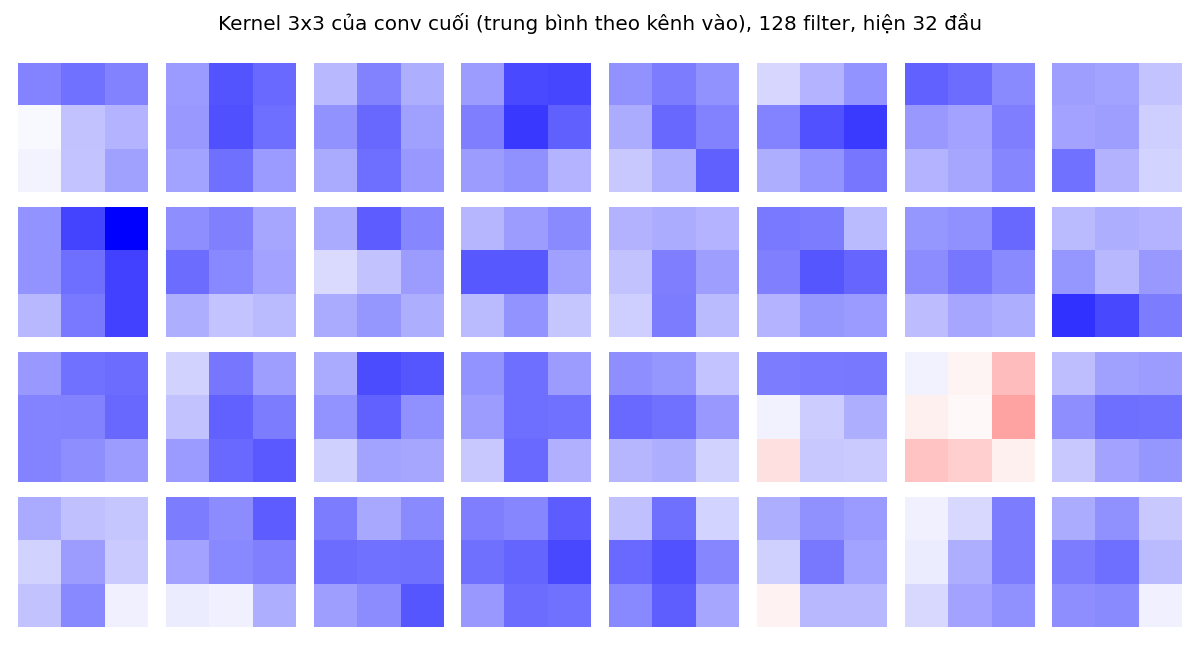 Kernel 3x3 của conv cuối (trung bình theo kênh vào), 128 filter, hiện 32 đầu